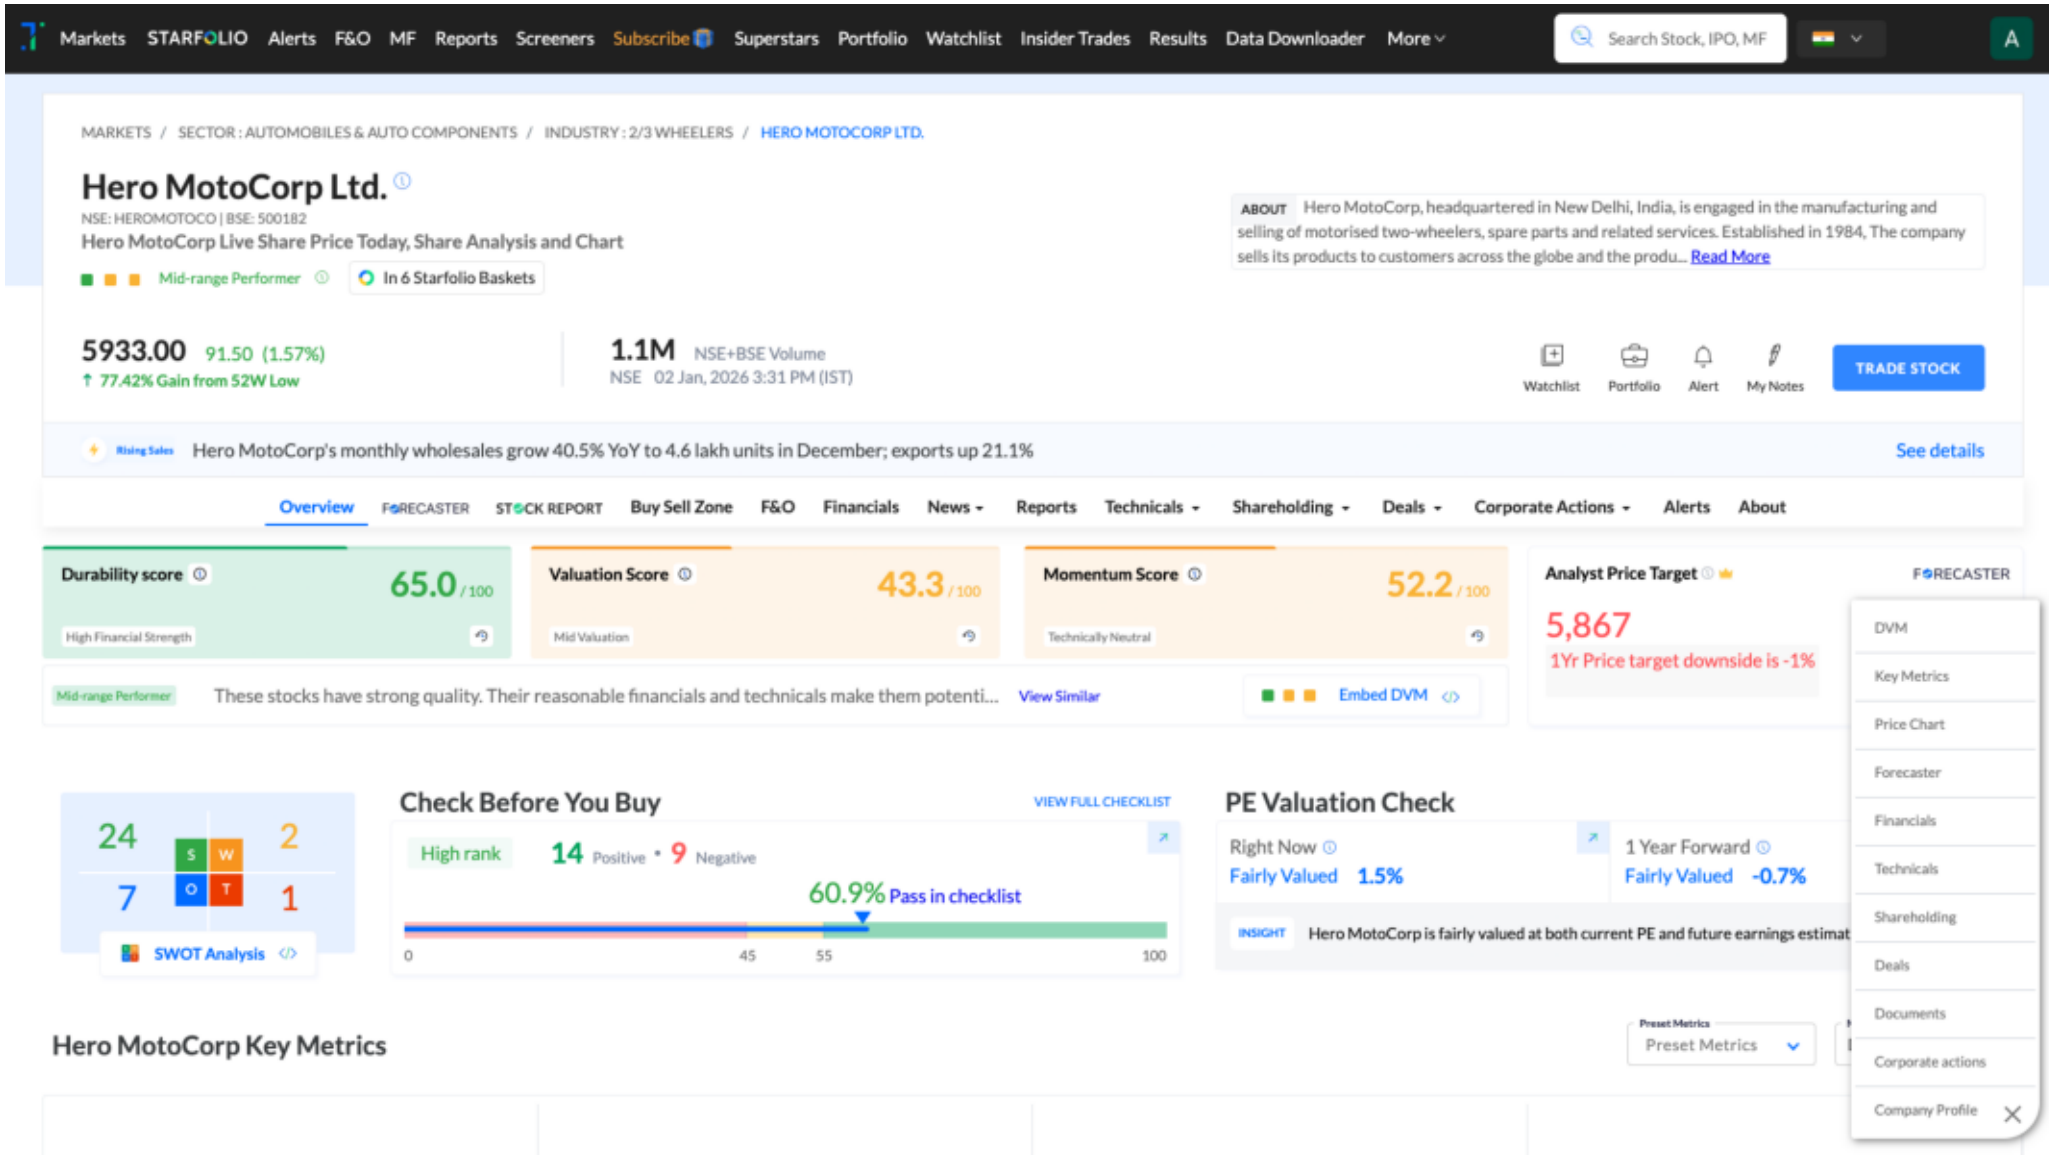 Markets STARFOLIO Alerts F&O MF Reports Screeners Subscribe Superstars Portfolio Watchlist Insider Trades Results Data Downloader More Search Stock, IPO, MF A
MARKETS / SECTOR : AUTOMOBILES & AUTO COMPONENTS / INDUSTRY : 2/3 WHEELERS / HERO MOTOCORP LTD.
Hero MotoCorp Ltd.
NSE: HEROMOTOCO | BSE: 500182
Hero MotoCorp Live Share Price Today, Share Analysis and Chart
Mid-range Performer In 6 Starfolio Baskets
ABOUT Hero MotoCorp, headquartered in New Delhi, India, is engaged in the manufacturing and
selling of motorised two-wheelers, spare parts and related services. Established in 1984, The company
sells its products to customers across the globe and the produ... Read More
5933.00 91.50 (1.57%)
↑ 77.42% Gain from 52W Low
1.1M NSE+BSE Volume
NSE 02 Jan, 2026 3:31 PM (IST)
Watchlist Portfolio Alert My Notes TRADE STOCK
Rising Sales Hero MotoCorp's monthly wholesales grow 40.5% YoY to 4.6 lakh units in December; exports up 21.1% See details
Overview FORECASTER STOCK REPORT Buy Sell Zone F&O Financials News Reports Technicals Shareholding Deals Corporate Actions Alerts About
Durability score 65.0 / 100
High Financial Strength
Valuation Score 43.3 / 100
Mid Valuation
Momentum Score 52.2 / 100
Technically Neutral
Analyst Price Target FORECASTER
5,867
1Yr Price target downside is -1%
Mid-range Performer These stocks have strong quality. Their reasonable financials and technicals make them potenti... View Similar Embed DVM </>
24 S W 2
7 O T 1
SWOT Analysis </>
Check Before You Buy VIEW FULL CHECKLIST
High rank 14 Positive • 9 Negative
60.9% Pass in checklist
0 45 55 100
PE Valuation Check
Right Now
Fairly Valued 1.5%
1 Year Forward
Fairly Valued -0.7%
INSIGHT Hero MotoCorp is fairly valued at both current PE and future earnings estimat
Hero MotoCorp Key Metrics
Preset Metrics
Preset Metrics
DVM
Key Metrics
Price Chart
Forecaster
Financials
Technicals
Shareholding
Deals
Documents
Corporate actions
Company Profile